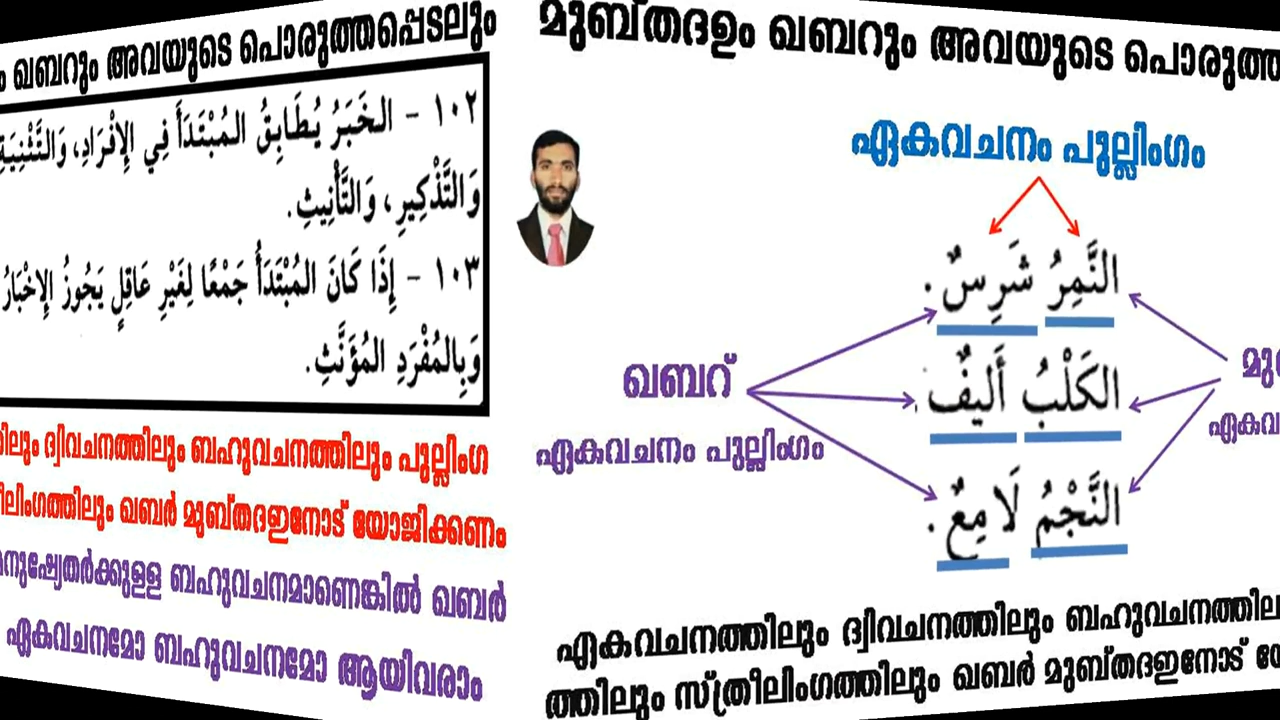 ം ഖബറും അവയുടെ പൊരുത്തപ്പെടലും
١٠٢ - الخَبَرُ يُطَابِقُ المُبْتَدَأَ فِي الإِفْرَادِ، وَالتَّثْنِيَةِ
وَالتَّذْكِيرِ، وَالتَّأْنِيثِ.
١٠٣ - إِذَا كَانَ المُبْتَدَأُ جَمْعًا لِغَيْرِ عَاقِلٍ يَجُوزُ الإِخْبَارُ
وَبِالمُفْرَدِ المُؤَنَّثِ.
ിലും ദ്വിവചനത്തിലും ബഹുവചനത്തിലും പുല്ലിംഗ
ീലിംഗത്തിലും ഖബർ മുബ്തദഇനോട് യോജിക്കണം
നുഷ്യേതർക്കുള്ള ബഹുവചനമാണെങ്കിൽ ഖബർ
ഏകവചനമോ ബഹുവചനമോ ആയിവരാം
മുബ്തദഉം ഖബറും അവയുടെ പൊരുത്ത
ഏകവചനം പുല്ലിംഗം
النَّمِرُ شَرِسٌ.
الكَلْبُ أَلِيفٌ.
النَّجْمُ لَامِعٌ.
ഖബറ്
ഏകവചനം പുല്ലിംഗം
മു
ഏകവ
ഏകവചനത്തിലും ദ്വിവചനത്തിലും ബഹുവചനത്തില
ത്തിലും സ്ത്രീലിംഗത്തിലും ഖബർ മുബ്തദഇനോട് യോ